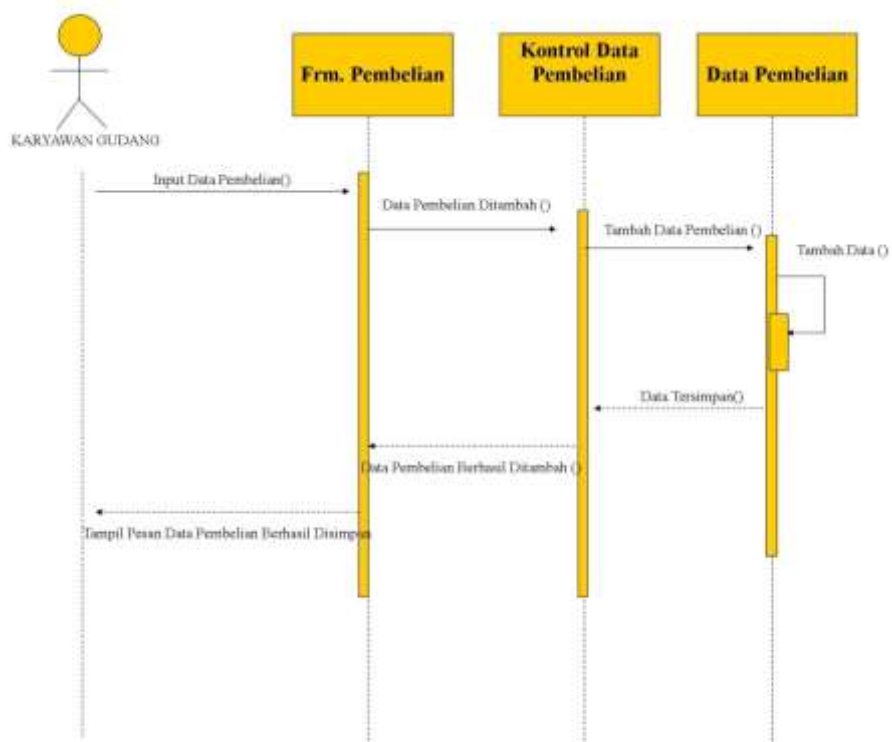 Frm. Pembelian
Kontrol Data
Pembelian
Data Pembelian
KARYAWAN GUDANG
Input Data Pembelian()
Data Pembelian Ditambah ()
Tambah Data Pembelian ()
Tambah Data ()
Data Tersimpan()
Data Pembelian Berhasil Ditambah ()
Tampil Pesan Data Pembelian Berhasil Disimpan